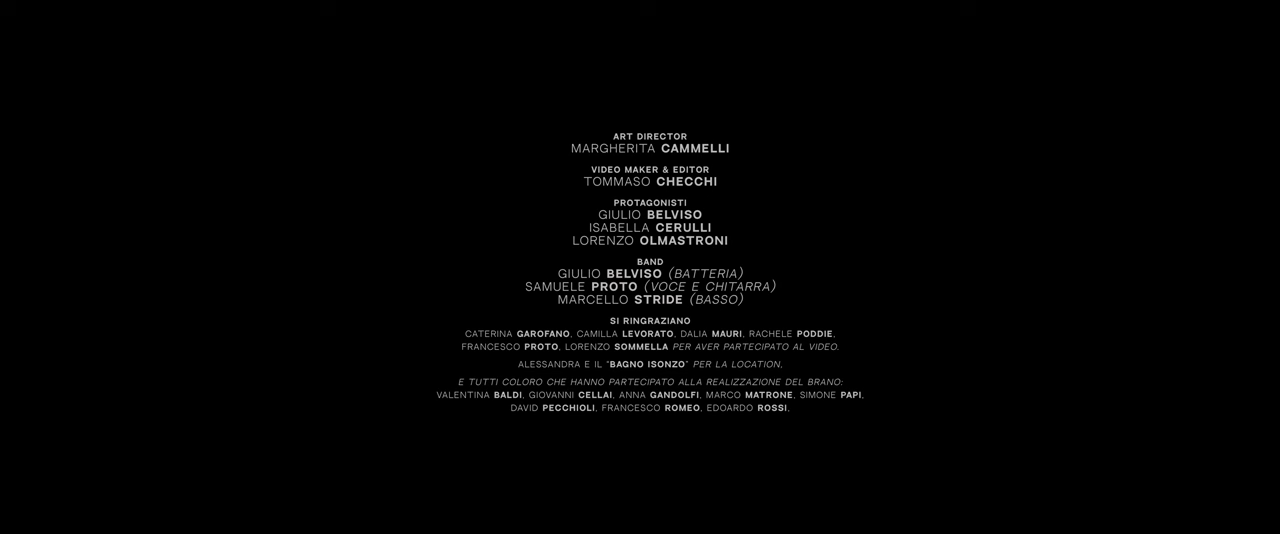 ART DIRECTOR
MARGHERITA CAMMELLI
VIDEO MAKER & EDITOR
TOMMASO CHECCHI
PROTAGONISTI
GIULIO BELVISO
ISABELLA CERULLI
LORENZO OLMASTRONI
BAND
GIULIO BELVISO (BATTERIA)
SAMUELE PROTO (VOCE E CHITARRA)
MARCELLO STRIDE (BASSO)
SI RINGRAZIANO
CATERINA GAROFANO, CAMILLA LEVORATO, DALIA MAURI, RACHELE PODDIE,
FRANCESCO PROTO, LORENZO SOMMELLA PER AVER PARTECIPATO AL VIDEO.
ALESSANDRA E IL "BAGNO ISONZO" PER LA LOCATION.
E TUTTI COLORO CHE HANNO PARTECIPATO ALLA REALIZZAZIONE DEL BRANO:
VALENTINA BALDI, GIOVANNI CELLAI, ANNA GANDOLFI, MARCO MATRONE, SIMONE PAPI,
DAVID PECCHIOLI, FRANCESCO ROMEO, EDOARDO ROSSI.